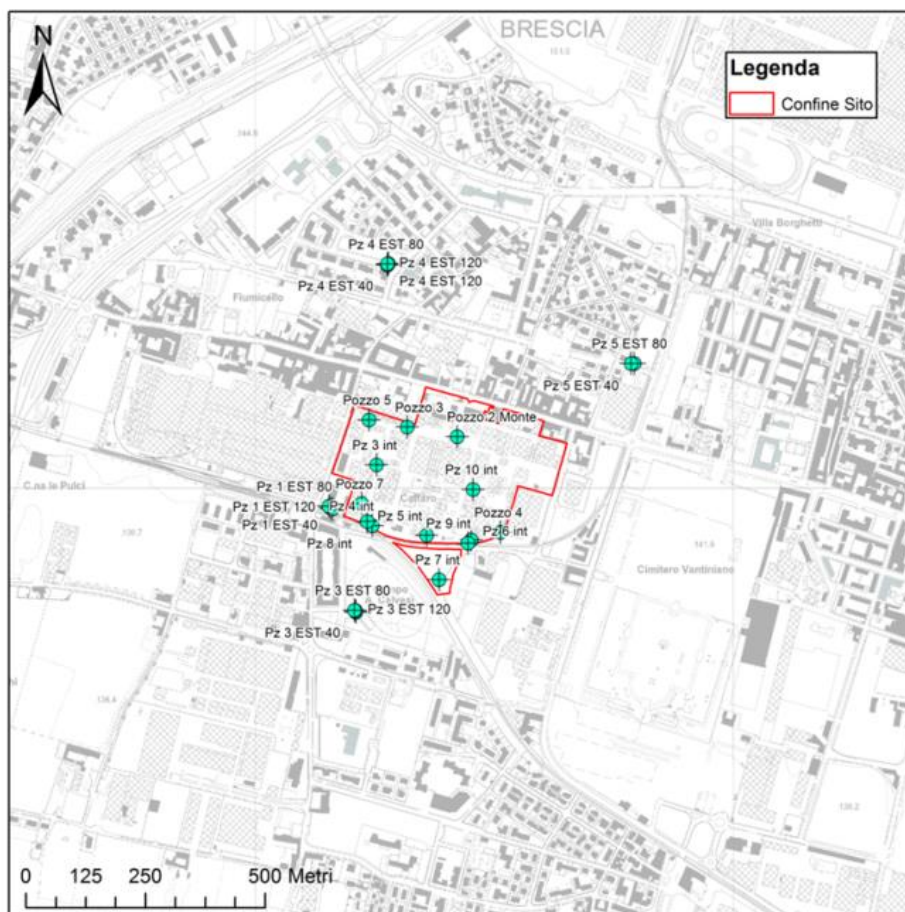 BRESCIA
N
Legenda
Confine Sito
Villa Borghetti
Pz 4 EST 80
Pz 4 EST 120
Pz 4 EST 40
Pz 4 EST 120
Fiumicello
Pz 5 EST 80
Pz 5 EST 40
Pozzo 5
Pozzo 3
Pozzo 2_Monte
Pz 3 int
Pz 10 int
C.na le Pulci
Pz 1 EST 80
Pozzo 7
Caffaro
Pz 1 EST 120
Pz 4 int
Pozzo 4
Pz 1 EST 40
Pz 5 int
Pz 9 int
Pz 6 int
Pz 8 int
Pz 7 int
Cimitero Vantiniano
Pz 3 EST 80
Pz 3 EST 120
Pz 3 EST 40
0 125 250 500 Metri